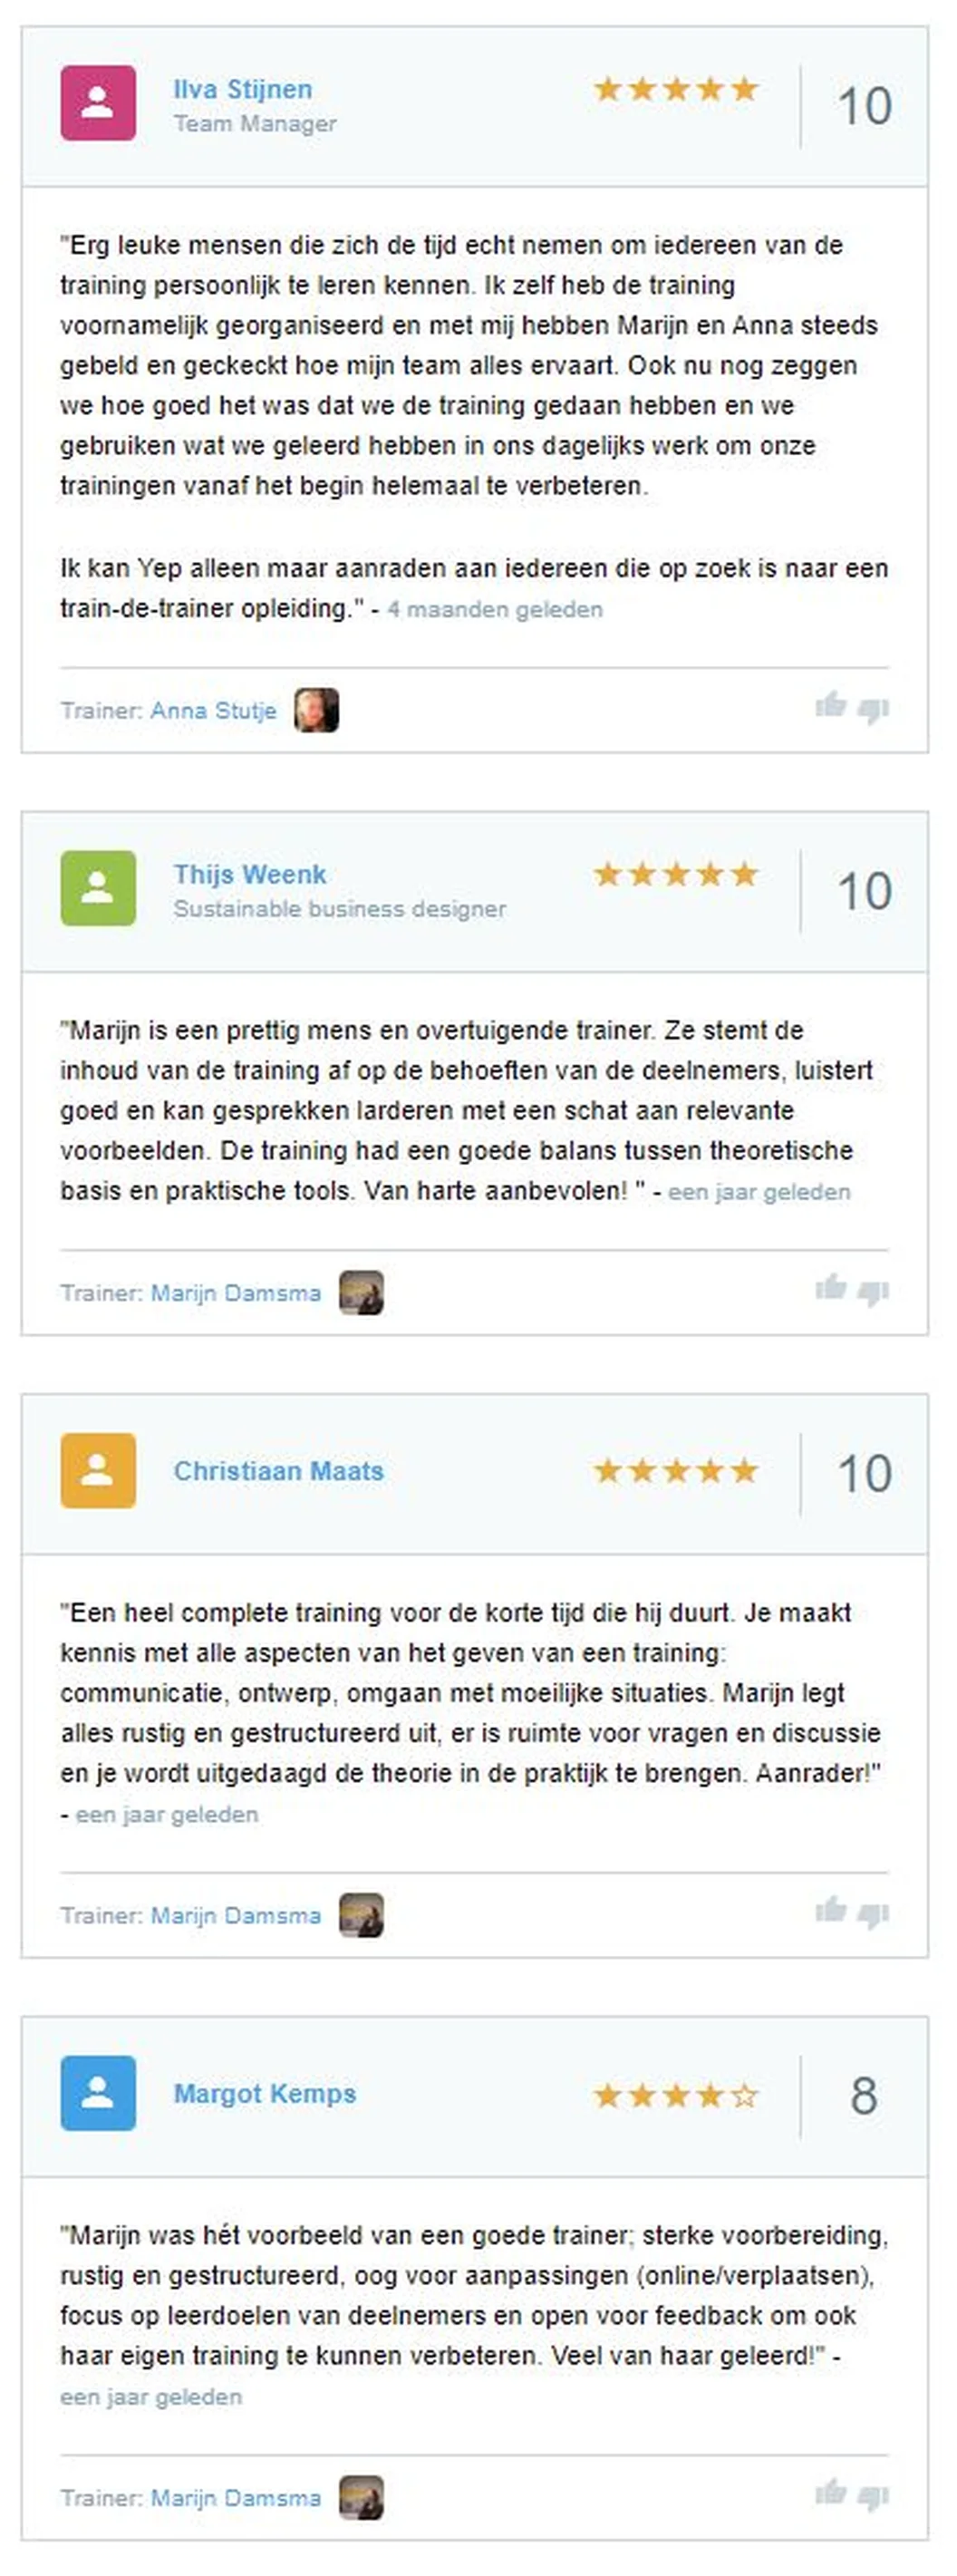 Ilva Stijnen
Team Manager
10
"Erg leuke mensen die zich de tijd echt nemen om iedereen van de
training persoonlijk te leren kennen. Ik zelf heb de training
voornamelijk georganiseerd en met mij hebben Marijn en Anna steeds
gebeld en geckeckt hoe mijn team alles ervaart. Ook nu nog zeggen
we hoe goed het was dat we de training gedaan hebben en we
gebruiken wat we geleerd hebben in ons dagelijks werk om onze
trainingen vanaf het begin helemaal te verbeteren.
Ik kan Yep alleen maar aanraden aan iedereen die op zoek is naar een
train-de-trainer opleiding." - 4 maanden geleden
Trainer: Anna Stutje
Thijs Weenk
Sustainable business designer
10
"Marijn is een prettig mens en overtuigende trainer. Ze stemt de
inhoud van de training af op de behoeften van de deelnemers, luistert
goed en kan gesprekken larderen met een schat aan relevante
voorbeelden. De training had een goede balans tussen theoretische
basis en praktische tools. Van harte aanbevolen! " - een jaar geleden
Trainer: Marijn Damsma
Christiaan Maats
10
"Een heel complete training voor de korte tijd die hij duurt. Je maakt
kennis met alle aspecten van het geven van een training:
communicatie, ontwerp, omgaan met moeilijke situaties. Marijn legt
alles rustig en gestructureerd uit, er is ruimte voor vragen en discussie
en je wordt uitgedaagd de theorie in de praktijk te brengen. Aanrader!"
- een jaar geleden
Trainer: Marijn Damsma
Margot Kemps
8
"Marijn was hét voorbeeld van een goede trainer; sterke voorbereiding,
rustig en gestructureerd, oog voor aanpassingen (online/verplaatsen),
focus op leerdoelen van deelnemers en open voor feedback om ook
haar eigen training te kunnen verbeteren. Veel van haar geleerd!" -
een jaar geleden
Trainer: Marijn Damsma